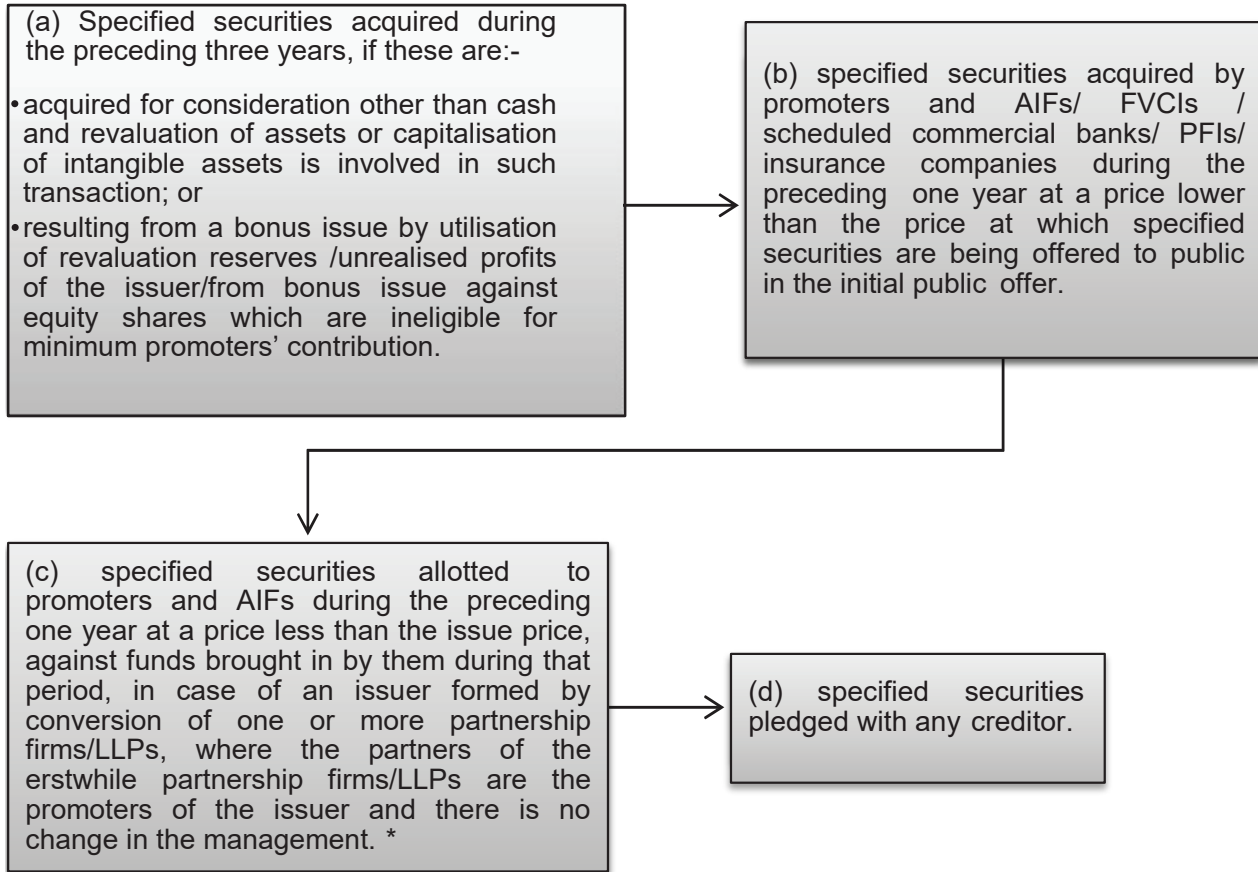 (a) Specified securities acquired during
the preceding three years, if these are:-
•acquired for consideration other than cash
and revaluation of assets or capitalisation
of intangible assets is involved in such
transaction; or
•resulting from a bonus issue by utilisation
of revaluation reserves /unrealised profits
of the issuer/from bonus issue against
equity shares which are ineligible for
minimum promoters’ contribution.
(b) specified securities acquired by
promoters and AIFs/ FVCIs /
scheduled commercial banks/ PFIs/
insurance companies during the
preceding one year at a price lower
than the price at which specified
securities are being offered to public
in the initial public offer.
(c) specified securities allotted to
promoters and AIFs during the preceding
one year at a price less than the issue price,
against funds brought in by them during that
period, in case of an issuer formed by
conversion of one or more partnership
firms/LLPs, where the partners of the
erstwhile partnership firms/LLPs are the
promoters of the issuer and there is no
change in the management. *
(d) specified securities
pledged with any creditor.